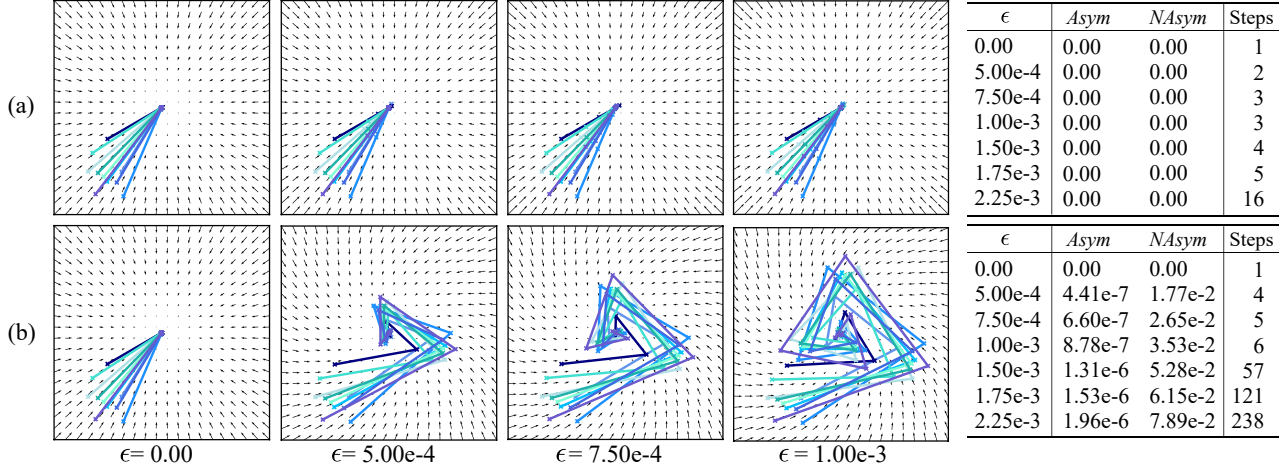 (a)
ϵ Asym NAsym Steps
0.00 0.00 0.00 1
5.00e-4 0.00 0.00 2
7.50e-4 0.00 0.00 3
1.00e-3 0.00 0.00 3
1.50e-3 0.00 0.00 4
1.75e-3 0.00 0.00 5
2.25e-3 0.00 0.00 16
(b)
ϵ Asym NAsym Steps
0.00 0.00 0.00 1
5.00e-4 4.41e-7 1.77e-2 4
7.50e-4 6.60e-7 2.65e-2 5
1.00e-3 8.78e-7 3.53e-2 6
1.50e-3 1.31e-6 5.28e-2 57
1.75e-3 1.53e-6 6.15e-2 121
2.25e-3 1.96e-6 7.89e-2 238
ϵ= 0.00 ϵ = 5.00e-4 ϵ = 7.50e-4 ϵ = 1.00e-3